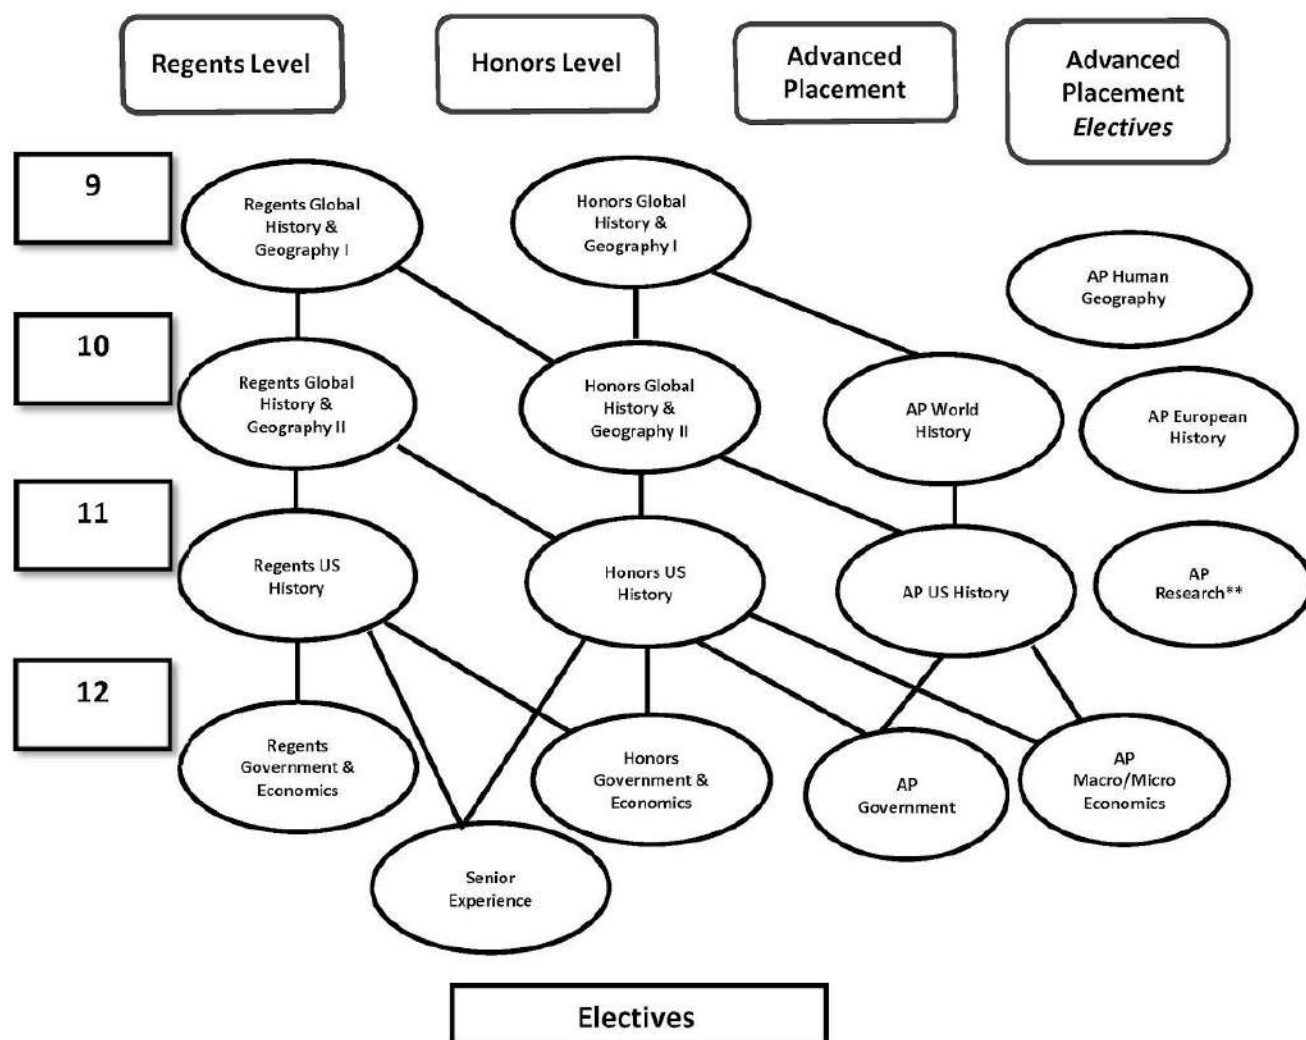 Regents Level
Honors Level
Advanced
Placement
Advanced
Placement
Electives
9
Regents Global
History &
Geography I
Honors Global
History &
Geography I
AP Human
Geography
10
Regents Global
History &
Geography II
Honors Global
History &
Geography II
AP World
History
AP European
History
11
Regents US
History
Honors US
History
AP US History
AP
Research**
12
Regents
Government &
Economics
Honors
Government &
Economics
AP
Government
AP
Macro/Micro
Economics
Senior
Experience
Electives